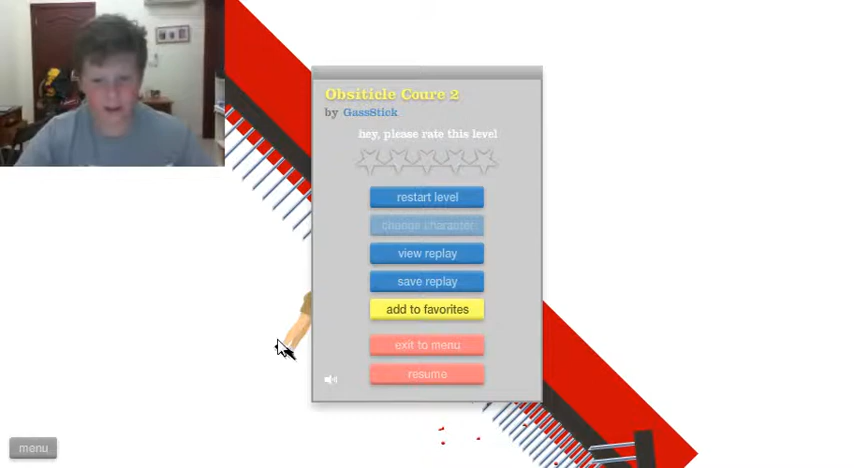 Obsiticle Coure 2
by GassStick
hey, please rate this level
restart level
choose character
view replay
save replay
add to favorites
exit to menu
resume
menu